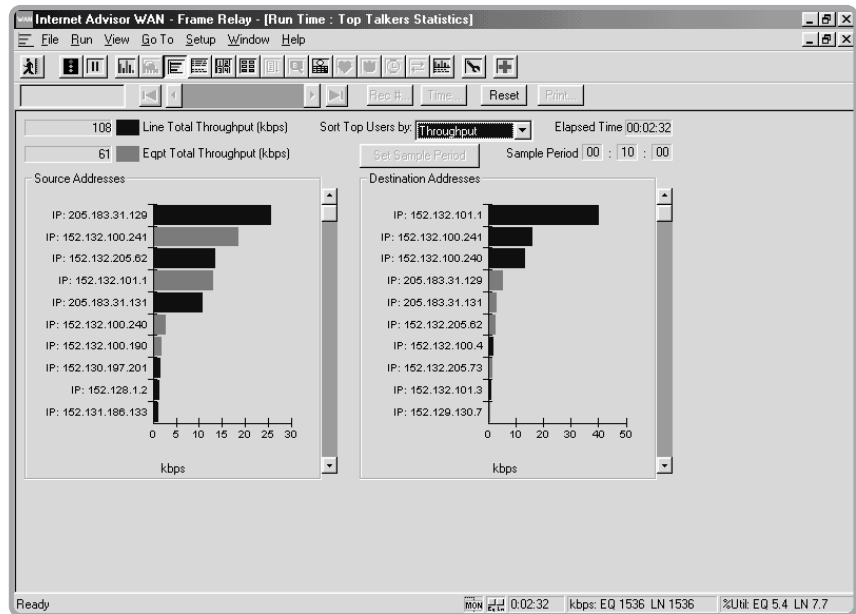 Internet Advisor WAN - Frame Relay - [Run Time : Top Talkers Statistics]
File Run View Go To Setup Window Help
Rec #... Time... Reset Print...
108 Line Total Throughput (kbps) Sort Top Users by: Throughput Elapsed Time 00:02:32
61 Eqpt Total Throughput (kbps) Set Sample Period Sample Period 00 : 10 : 00
Source Addresses
IP: 205.183.31.129
IP: 152.132.100.241
IP: 152.132.205.62
IP: 152.132.101.1
IP: 205.183.31.131
IP: 152.132.100.240
IP: 152.132.100.190
IP: 152.130.197.201
IP: 152.128.1.2
IP: 152.131.186.133
0 5 10 15 20 25 30
kbps
Destination Addresses
IP: 152.132.101.1
IP: 152.132.100.241
IP: 152.132.100.240
IP: 205.183.31.129
IP: 205.183.31.131
IP: 152.132.205.62
IP: 152.132.100.4
IP: 152.132.205.73
IP: 152.132.101.3
IP: 152.129.130.7
0 10 20 30 40 50
kbps
Ready MON 0:02:32 kbps: EQ 1536 LN 1536 %Util: EQ 5.4 LN 7.7